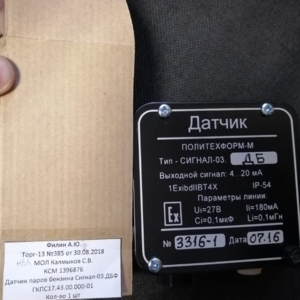 Датчик
ПОЛИТЕХФОРМ-М
Тип - СИГНАЛ-03. ДБ
Выходной сигнал: 4...20 мА
1ExibdIIBT4X IP-54
Параметры линии
Ex Ui=27В Ii=180мА
Ci=0,1мкФ Li=0,1мГн
№ 3316-1 Дата 07.16
Филин А.Ю.
Торг-13 №385 от 30.08.2018
МОЛ Калмыков С.В.
КСМ 1396876
Датчик паров бензина Сигнал-03.ДБФ
ГКПС17.43.00.000-01
Кол-во 1 шт